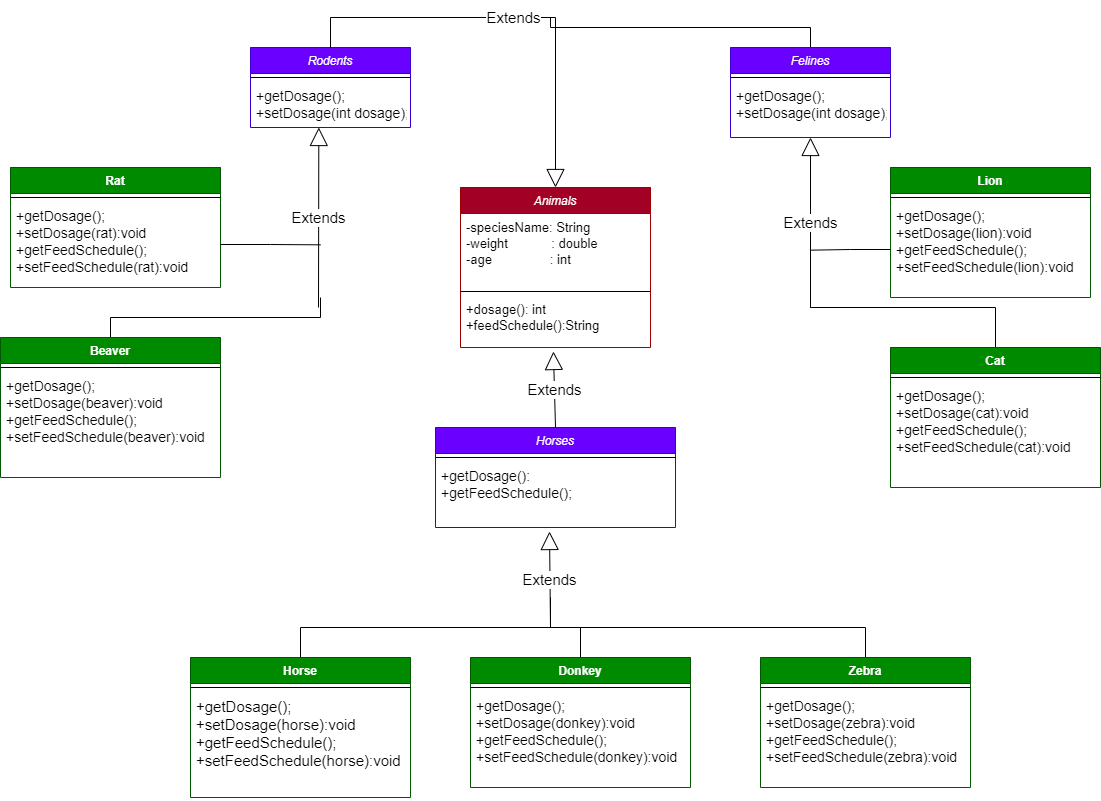 Extends
Rodents
+getDosage();
+setDosage(int dosage);
Felines
+getDosage();
+setDosage(int dosage);
Rat
+getDosage();
+setDosage(rat):void
+getFeedSchedule();
+setFeedSchedule(rat):void
Extends
Animals
-speciesName: String
-weight : double
-age : int
+dosage(): int
+feedSchedule():String
Extends
Lion
+getDosage();
+setDosage(lion):void
+getFeedSchedule();
+setFeedSchedule(lion):void
Beaver
+getDosage();
+setDosage(beaver):void
+getFeedSchedule();
+setFeedSchedule(beaver):void
Cat
+getDosage();
+setDosage(cat):void
+getFeedSchedule();
+setFeedSchedule(cat):void
Extends
Horses
+getDosage():
+getFeedSchedule();
Extends
Horse
+getDosage();
+setDosage(horse):void
+getFeedSchedule();
+setFeedSchedule(horse):void
Donkey
+getDosage();
+setDosage(donkey):void
+getFeedSchedule();
+setFeedSchedule(donkey):void
Zebra
+getDosage();
+setDosage(zebra):void
+getFeedSchedule();
+setFeedSchedule(zebra):void